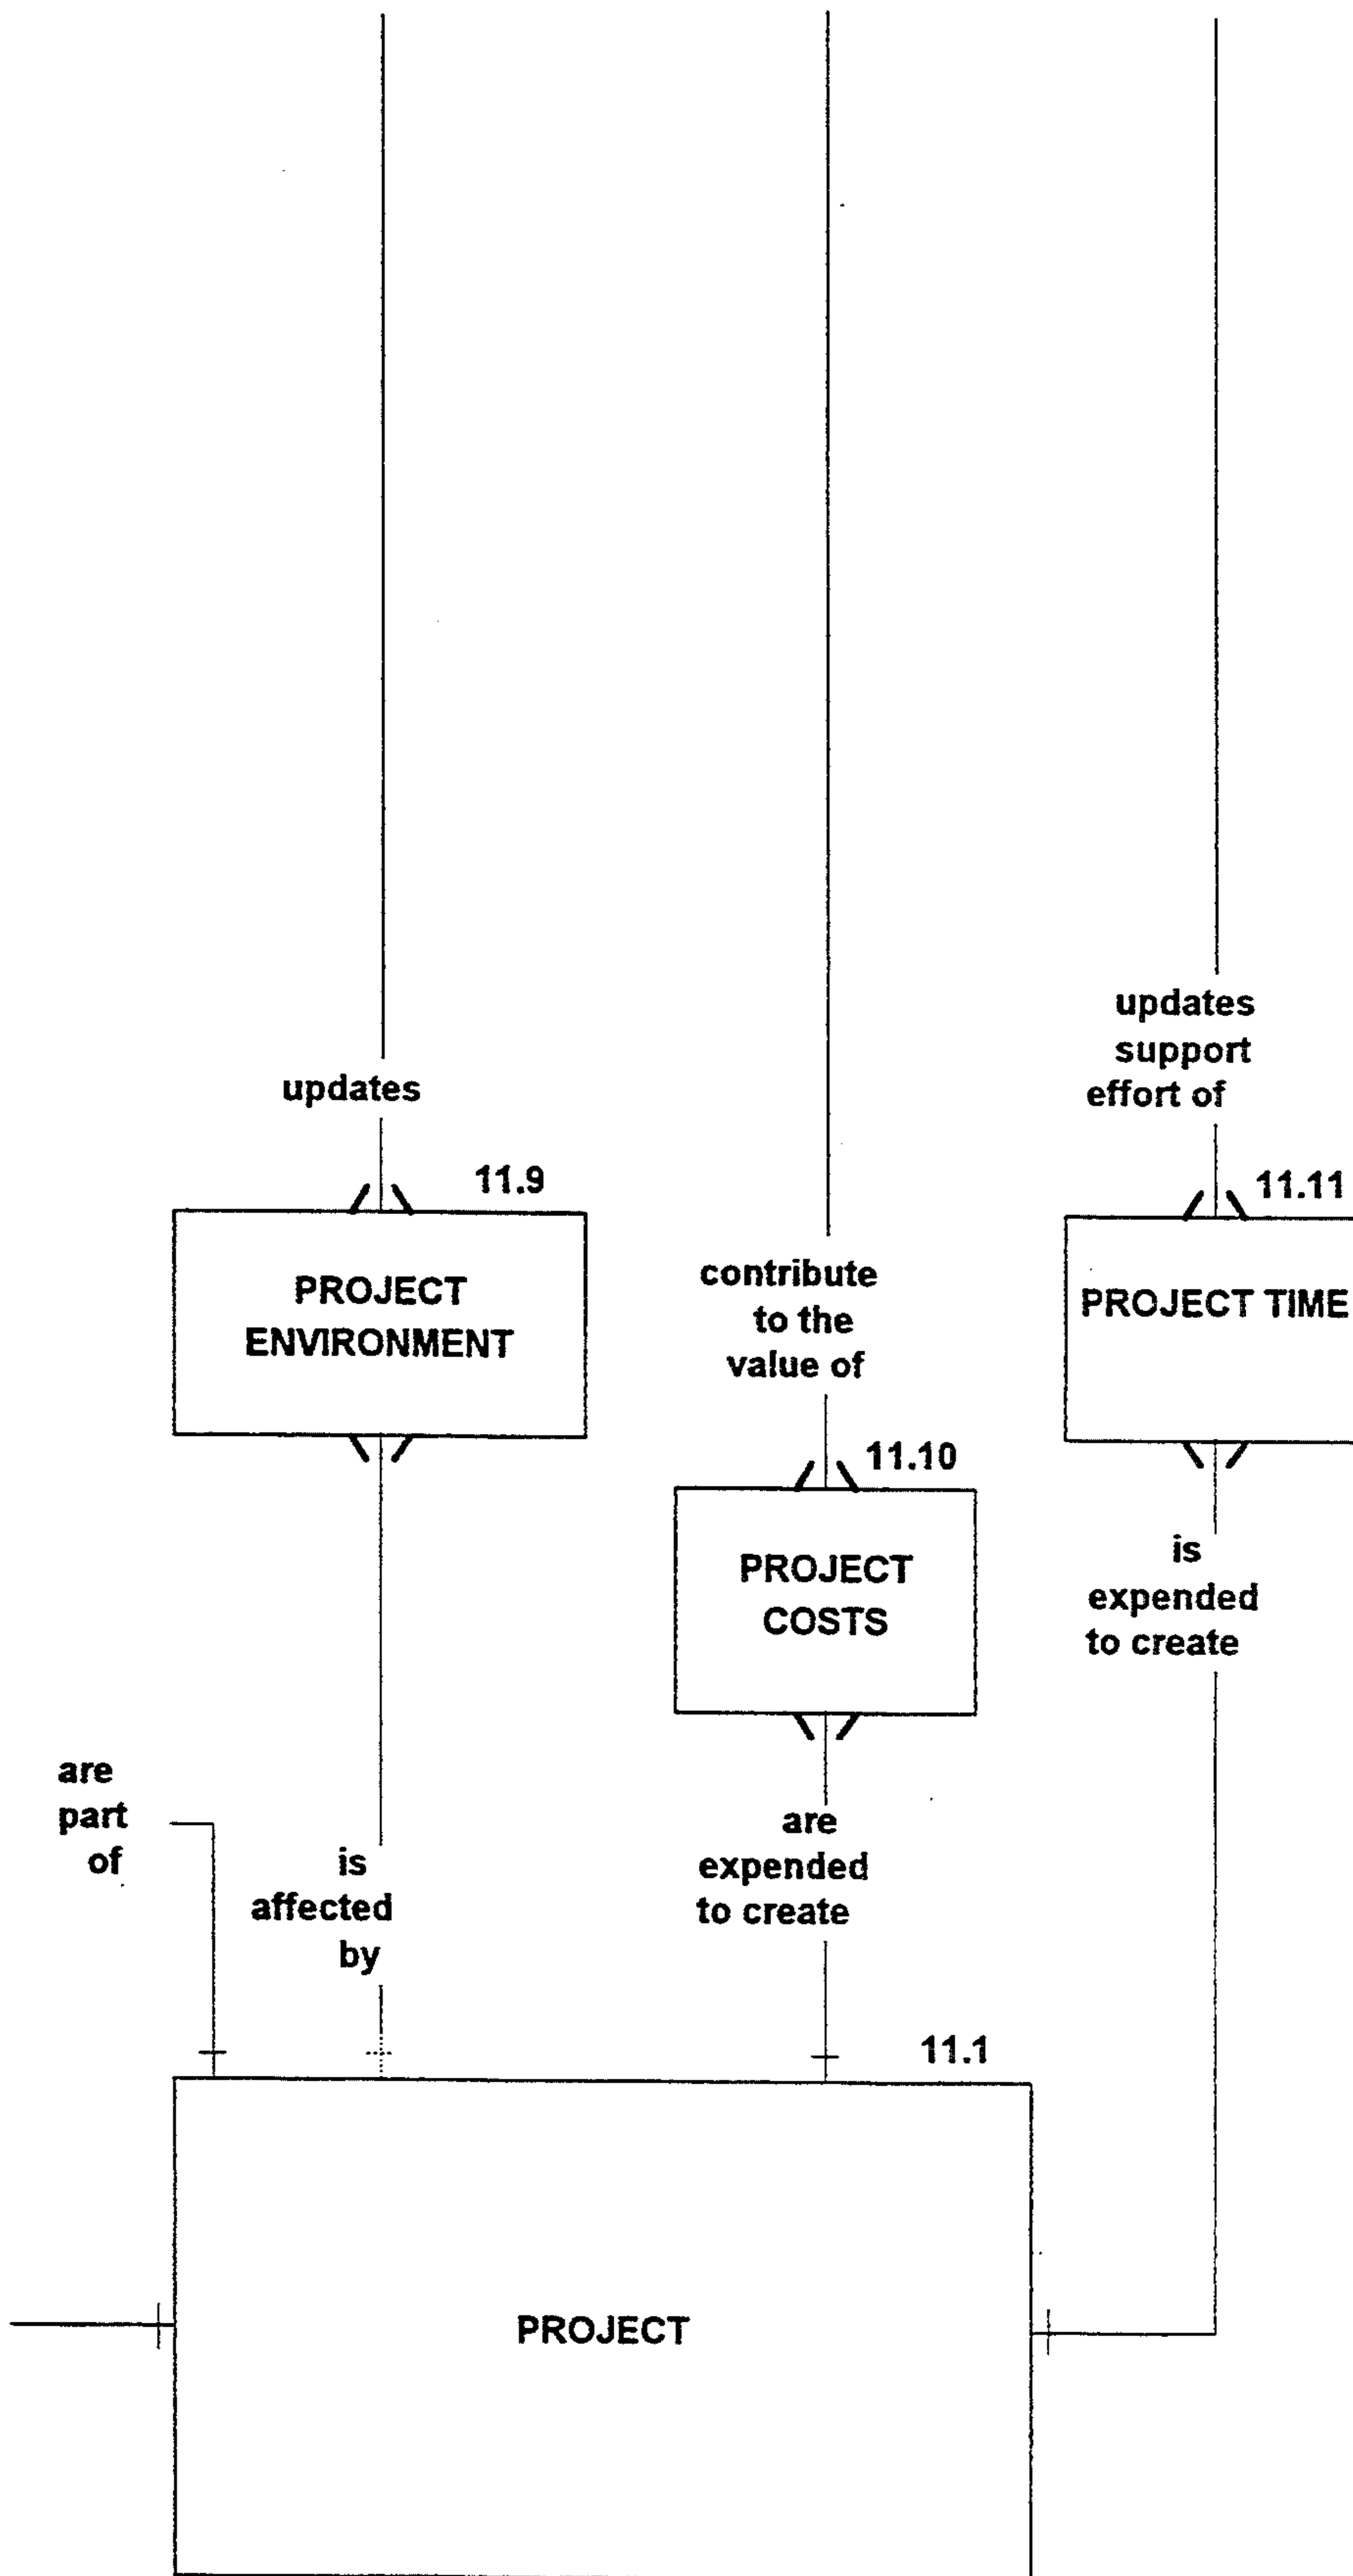 updates
support
effort of
updates
11.9
11.11
PROJECT
ENVIRONMENT
contribute
to the
value of
PROJECT TIME
11.10
PROJECT
COSTS
is
expended
to create
are
part
of
is
affected
by
are
expended
to create
11.1
PROJECT